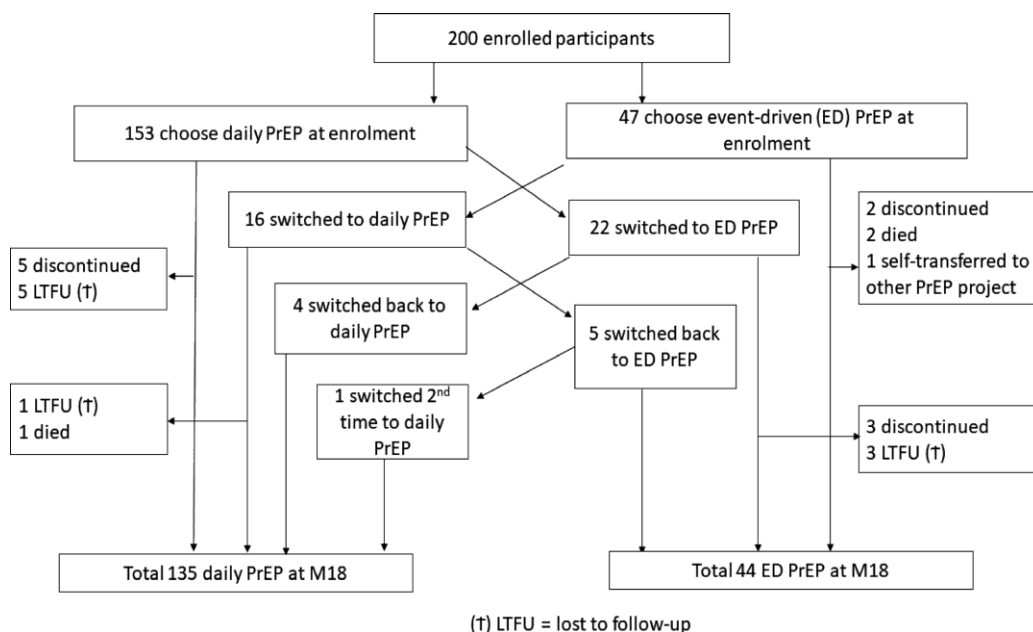 200 enrolled participants
153 choose daily PrEP at enrolment
47 choose event-driven (ED) PrEP at
enrolment
16 switched to daily PrEP
22 switched to ED PrEP
2 discontinued
2 died
1 self-transferred to
other PrEP project
5 discontinued
5 LTFU (†)
4 switched back to
daily PrEP
5 switched back
to ED PrEP
1 LTFU (†)
1 died
1 switched 2nd
time to daily
PrEP
3 discontinued
3 LTFU (†)
Total 135 daily PrEP at M18
Total 44 ED PrEP at M18
(†) LTFU = lost to follow-up